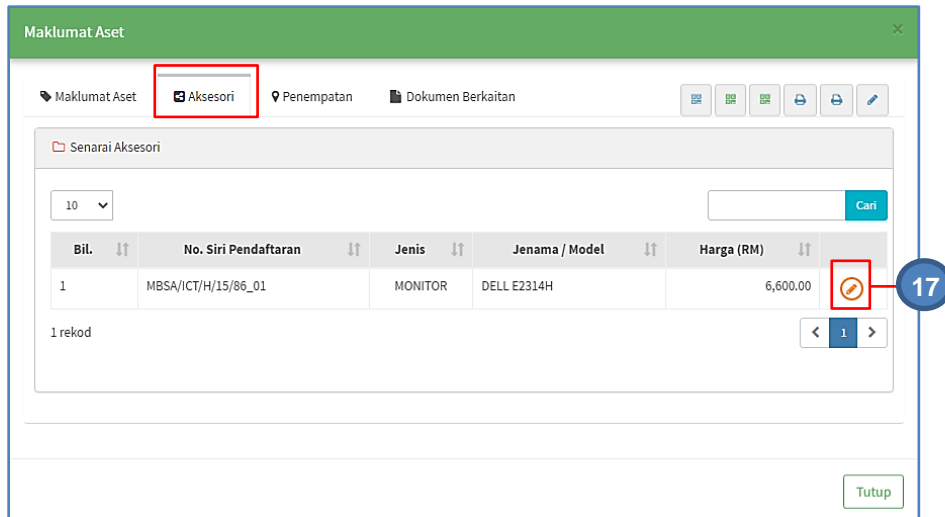 Maklumat Aset
Maklumat Aset Aksesori Penempatan Dokumen Berkaitan
Senarai Aksesori
10 Cari
Bil. No. Siri Pendaftaran Jenis Jenama / Model Harga (RM)
1 MBSA/ICT/H/15/86_01 MONITOR DELL E2314H 6,600.00
17
1 rekod 1
Tutup